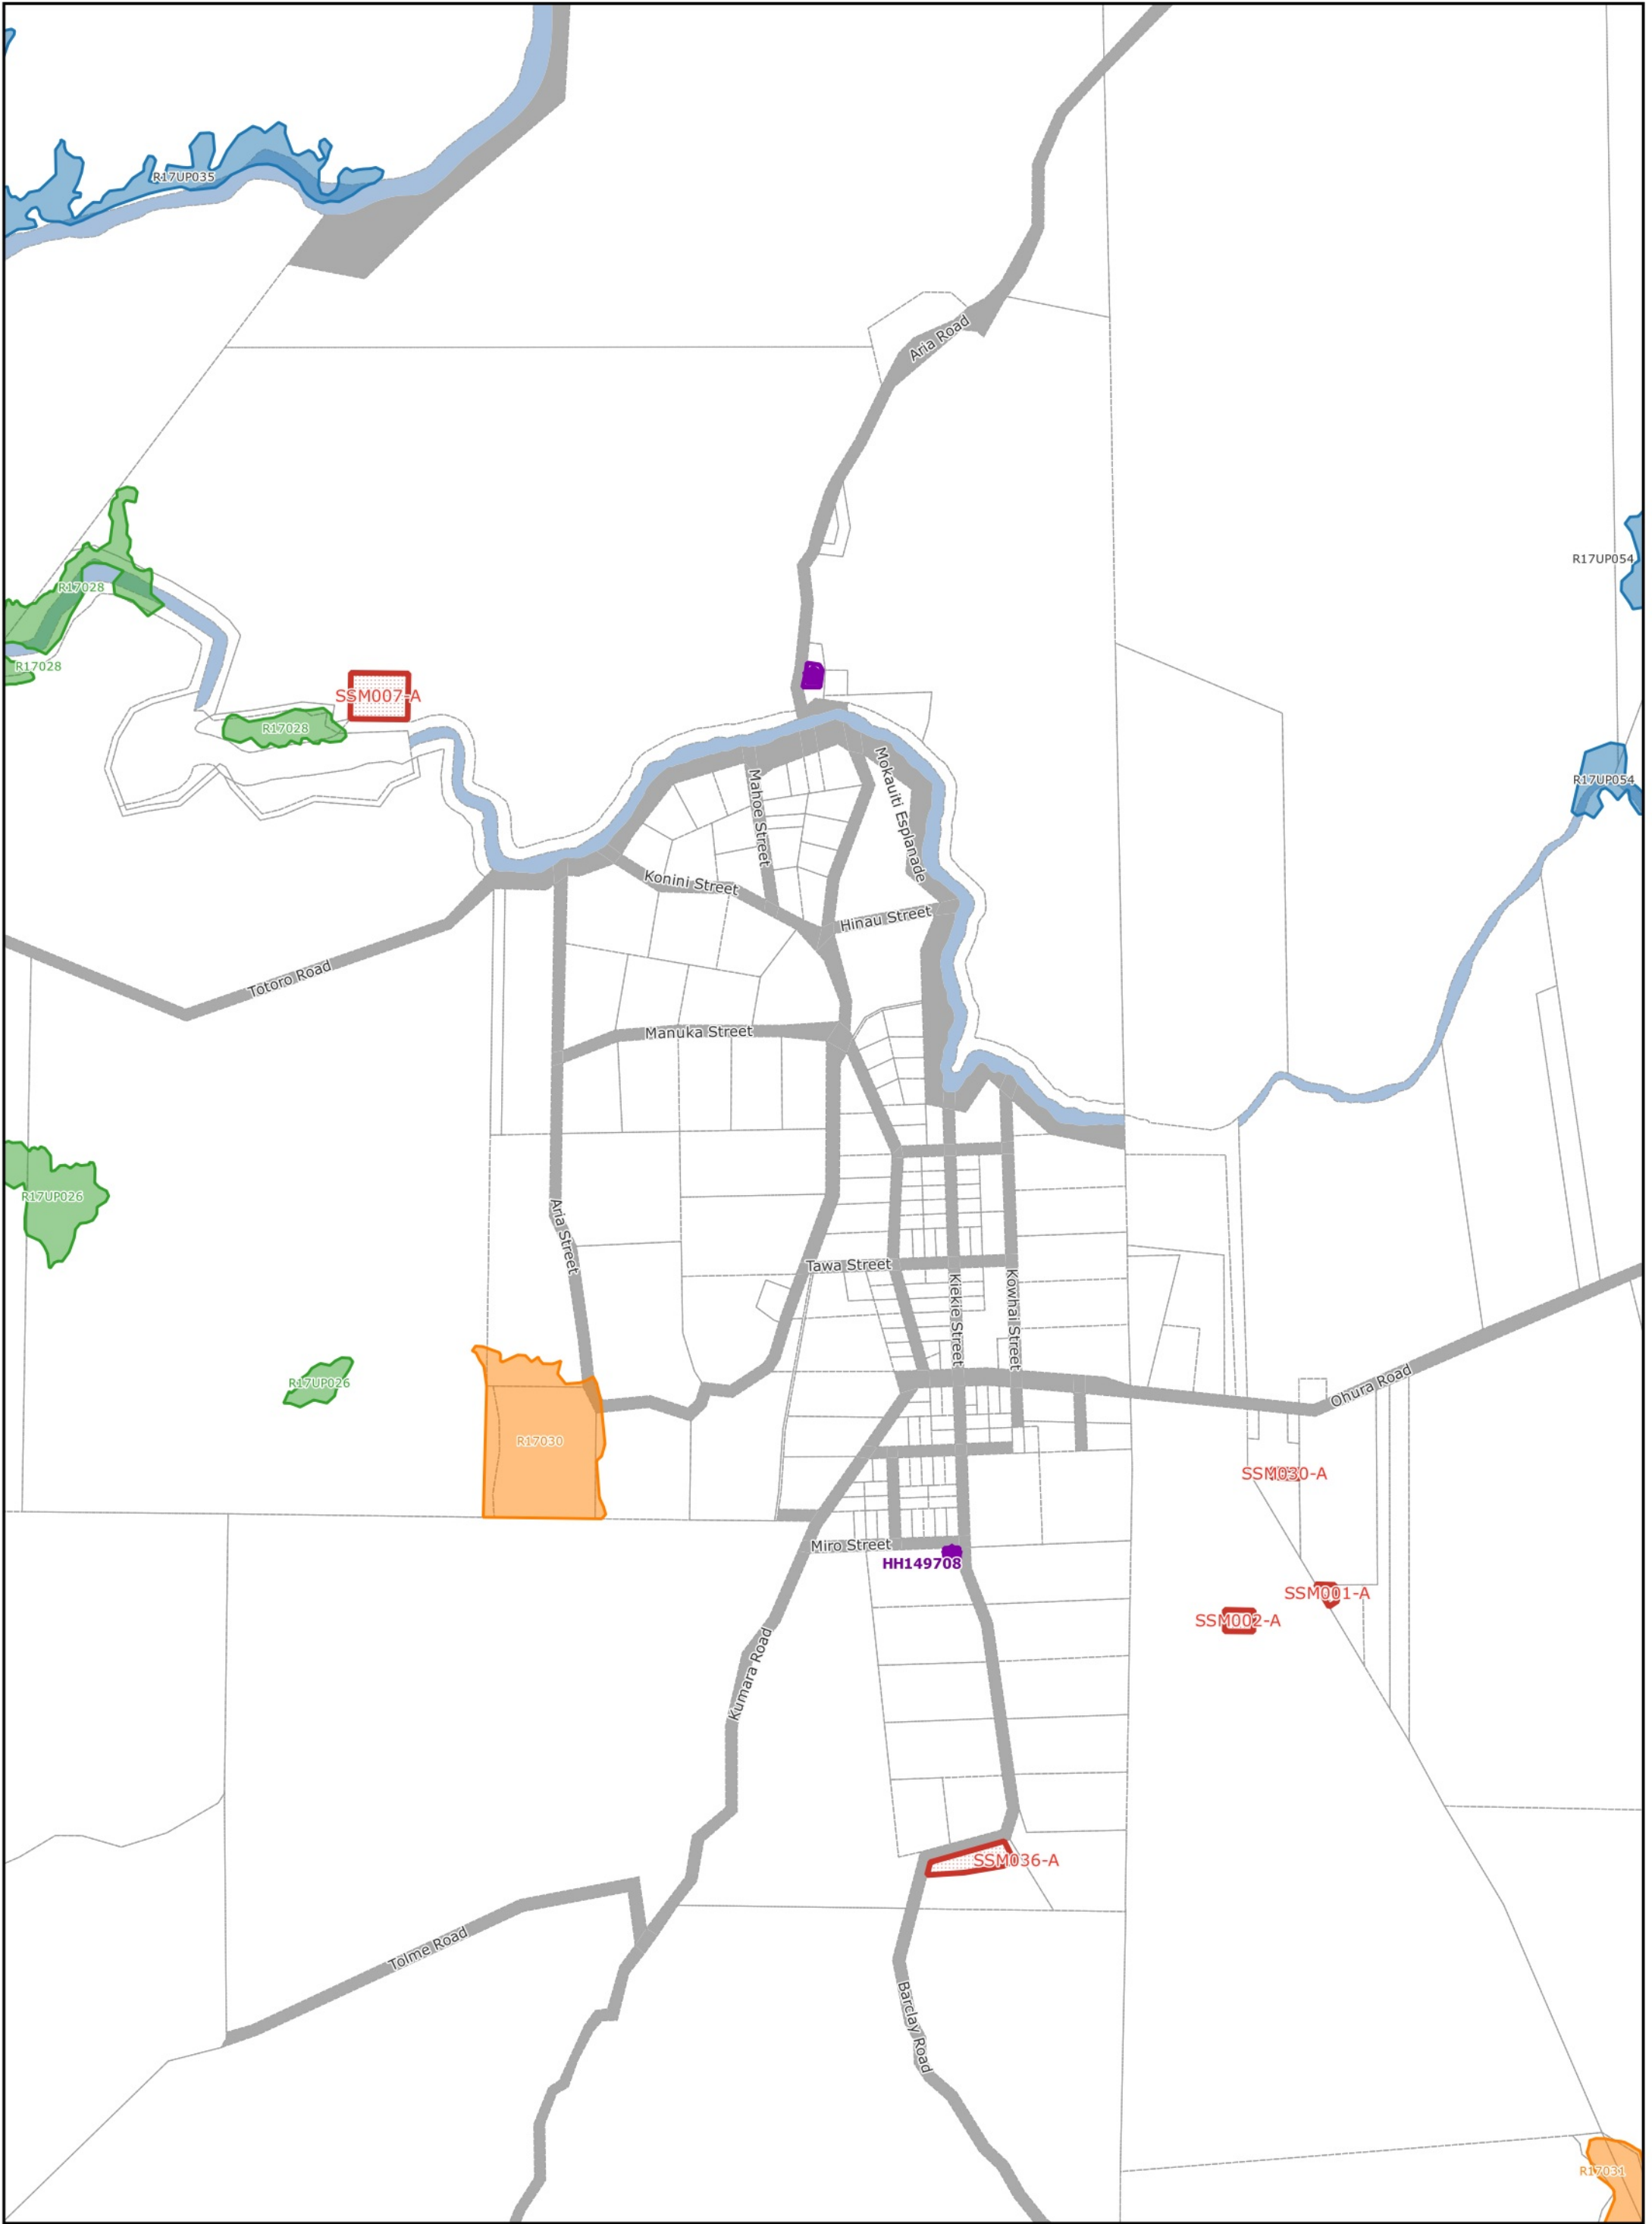 R17UP035
Aria Road
R17UP054
R17028
R17028
SSM007-A
R17028
R17UP054
Mahoe Street
Mokauiti Esplanade
Konini Street
Hinau Street
Totoro Road
Manuka Street
R17UP026
Aria Street
Tawa Street
Kiekie Street
Kowhai Street
R17UP026
Ohura Road
R17030
SSM030-A
Miro Street
HH149708
SSM001-A
SSM002-A
Kumara Road
SSM036-A
Tolme Road
Barclay Road
R17031